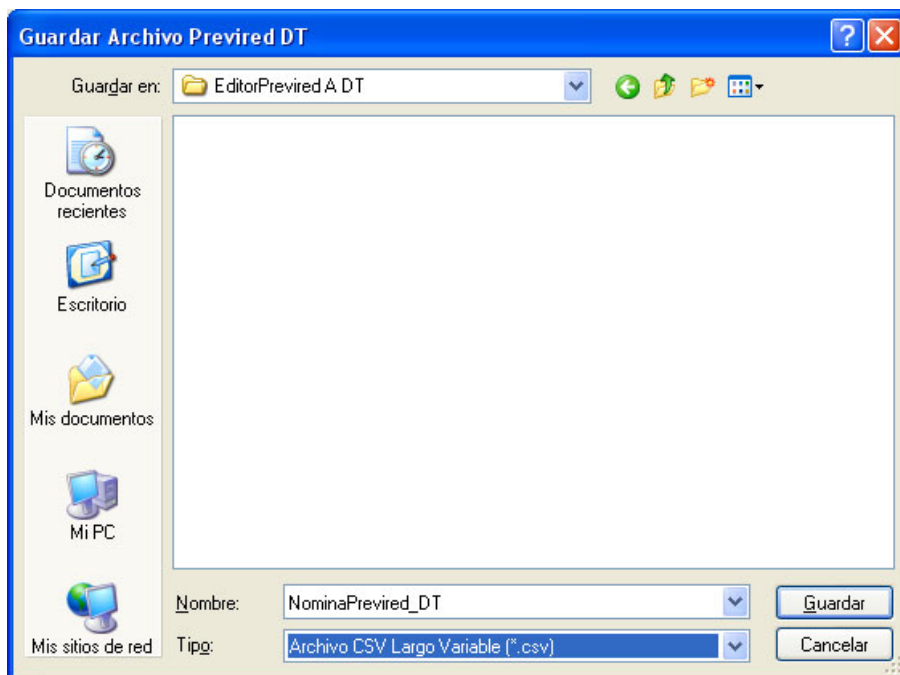 Guardar Archivo Previred DT
Guardar en:
EditorPrevired A DT
Documentos
recientes
Escritorio
Mis documentos
Mi PC
Mis sitios de red
Nombre:
NominaPrevired_DT
Guardar
Tipo:
Archivo CSV Largo Variable (*.csv)
Cancelar